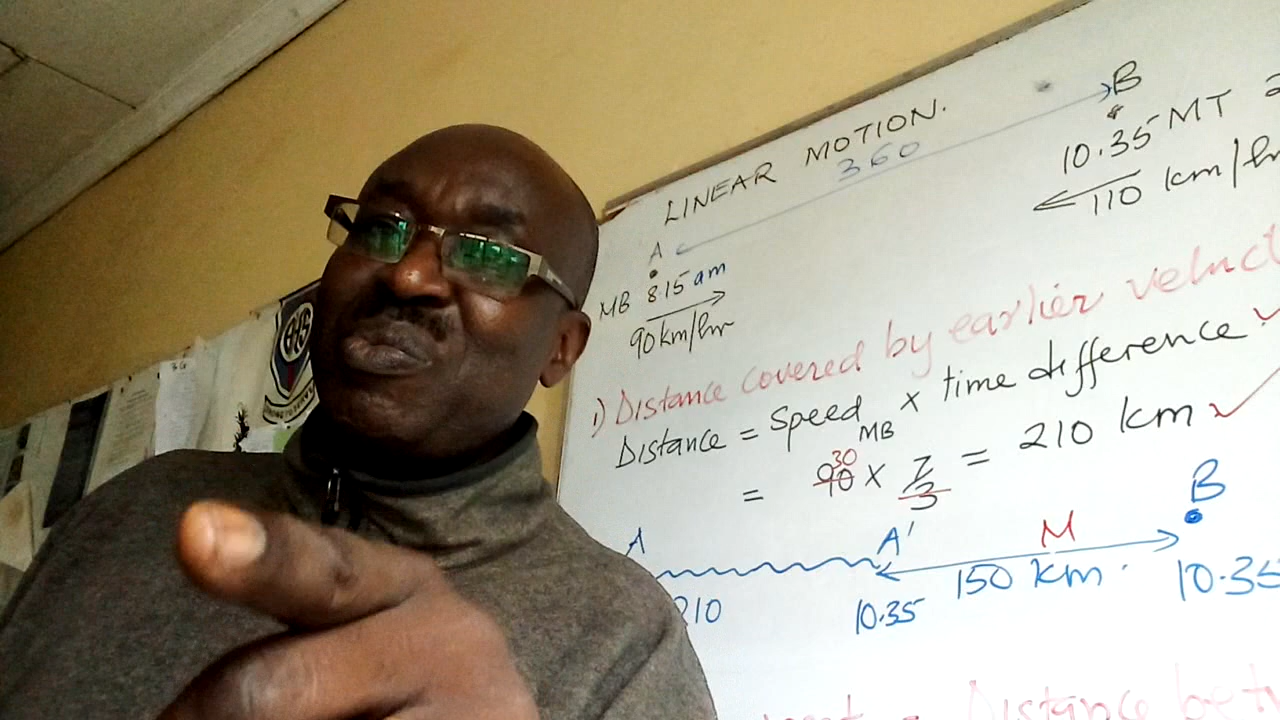 LINEAR MOTION.
360
A
B
MB 8.15 am
10.35 MT
90 km/hr
110 km/hr
1) Distance covered by earlier
Distance = Speed MB × time difference
= 90 30 × 7/3 = 210 km
A A' M B
210 10.35 150 km. 10.35
= Distance